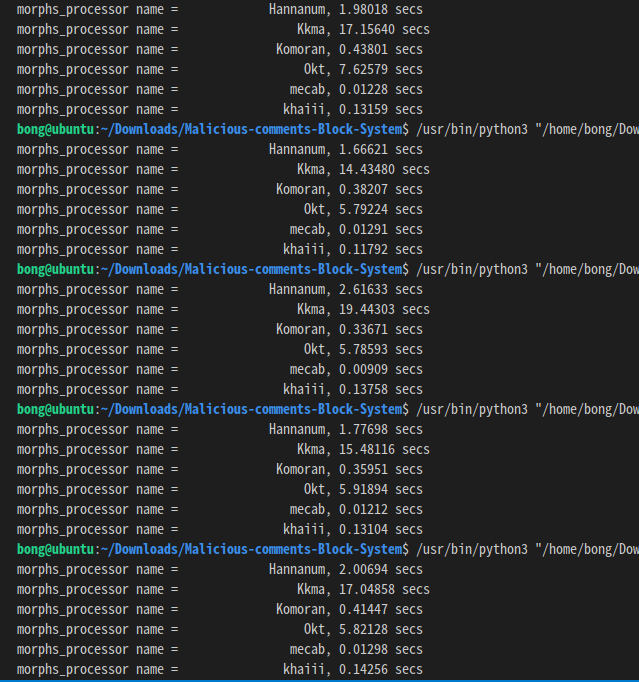 morphs_processor name =             Hannanum, 1.98018 secs
morphs_processor name =                 Kkma, 17.15640 secs
morphs_processor name =              Komoran, 0.43801 secs
morphs_processor name =                  Okt, 7.62579 secs
morphs_processor name =                mecab, 0.01228 secs
morphs_processor name =               khaiii, 0.13159 secs
bong@ubuntu:~/Downloads/Malicious-comments-Block-System$ /usr/bin/python3 "/home/bong/Dow
morphs_processor name =             Hannanum, 1.66621 secs
morphs_processor name =                 Kkma, 14.43480 secs
morphs_processor name =              Komoran, 0.38207 secs
morphs_processor name =                  Okt, 5.79224 secs
morphs_processor name =                mecab, 0.01291 secs
morphs_processor name =               khaiii, 0.11792 secs
bong@ubuntu:~/Downloads/Malicious-comments-Block-System$ /usr/bin/python3 "/home/bong/Dow
morphs_processor name =             Hannanum, 2.61633 secs
morphs_processor name =                 Kkma, 19.44303 secs
morphs_processor name =              Komoran, 0.33671 secs
morphs_processor name =                  Okt, 5.78593 secs
morphs_processor name =                mecab, 0.00909 secs
morphs_processor name =               khaiii, 0.13758 secs
bong@ubuntu:~/Downloads/Malicious-comments-Block-System$ /usr/bin/python3 "/home/bong/Dow
morphs_processor name =             Hannanum, 1.77698 secs
morphs_processor name =                 Kkma, 15.48116 secs
morphs_processor name =              Komoran, 0.35951 secs
morphs_processor name =                  Okt, 5.91894 secs
morphs_processor name =                mecab, 0.01212 secs
morphs_processor name =               khaiii, 0.13104 secs
bong@ubuntu:~/Downloads/Malicious-comments-Block-System$ /usr/bin/python3 "/home/bong/Dow
morphs_processor name =             Hannanum, 2.00694 secs
morphs_processor name =                 Kkma, 17.04858 secs
morphs_processor name =              Komoran, 0.41447 secs
morphs_processor name =                  Okt, 5.82128 secs
morphs_processor name =                mecab, 0.01298 secs
morphs_processor name =               khaiii, 0.14256 secs